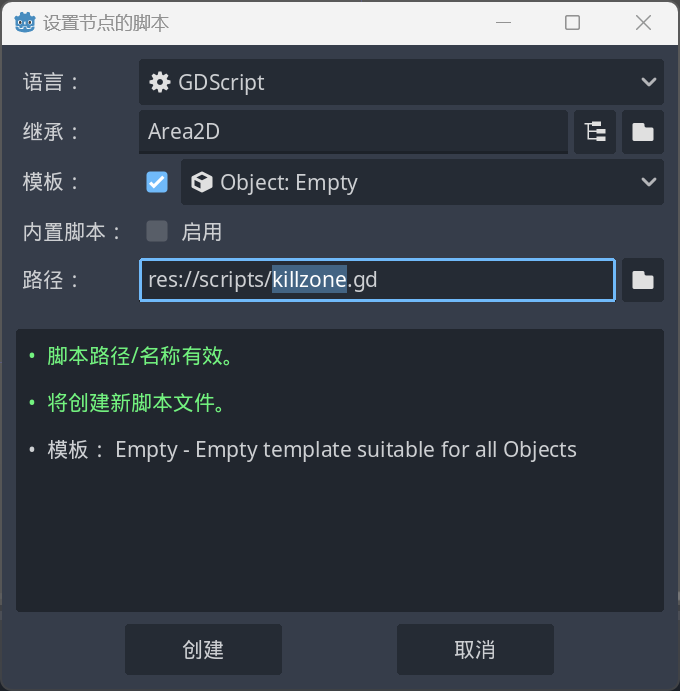 设置节点的脚本
语言：
GDScript
继承：
Area2D
模板：
Object: Empty
内置脚本：
启用
路径：
res://scripts/killzone.gd
• 脚本路径/名称有效。
• 将创建新脚本文件。
• 模板：Empty - Empty template suitable for all Objects
创建
取消